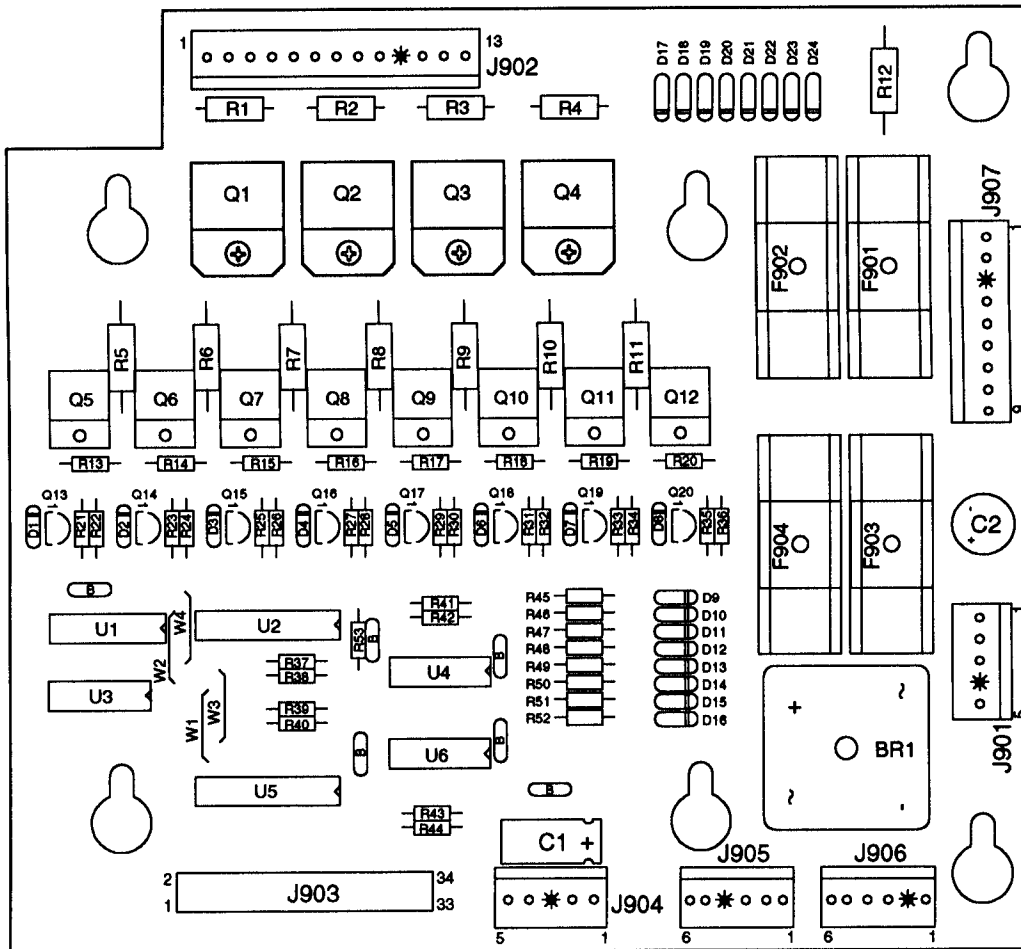 1 13
J902
D17 D18 D19 D20 D21 D22 D23 D24
R12
R1 R2 R3 R4
Q1 Q2 Q3 Q4
J907
1
9
F902 F901
R5 R6 R7 R8 R9 R10 R11
Q5 Q6 Q7 Q8 Q9 Q10 Q11 Q12
R13 R14 R15 R16 R17 R18 R19 R20
Q13 Q14 Q15 Q16 Q17 Q18 Q19 Q20
D1 R21 R22 D2 R23 R24 D3 R25 R26 D4 R27 R28 D5 R29 R30 D6 R31 R32 D7 R33 R34 D8 R35 R36
F904 F903
- C2 +
B
U1 W4 U2
W2
U3
R53 B
R41
R42
R37
R38
U4 B
W1 W3
R39
R40
B
U6 B
U5
R43
R44
R45 D9
R46 D10
R47 D11
R48 D12
R49 D13
R50 D14
R51 D15
R52 D16
+ ~
BR1
~ -
1
5
J901
B
C1 +
2 34
J903
1 33
J904
5 1
J905
6 1
J906
6 1